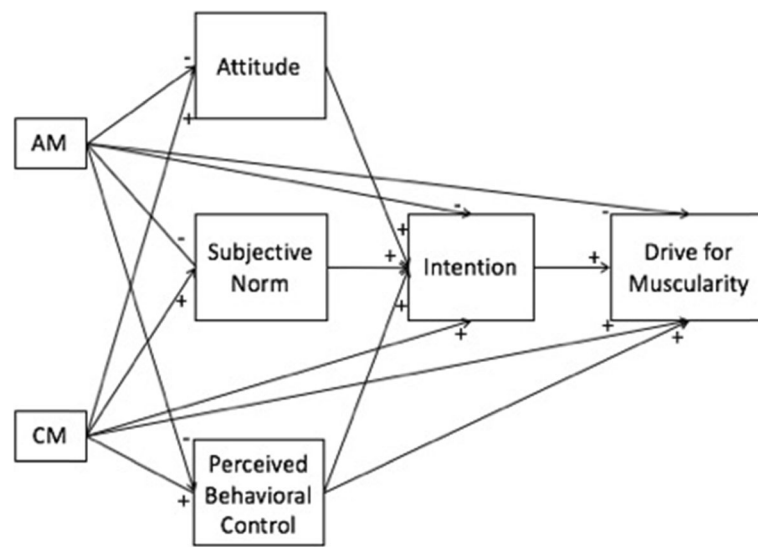 Attitude
AM
Subjective
Norm
Intention
Drive for
Muscularity
CM
Perceived
Behavioral
Control
-
+
-
+
-
+
+
+
+
-
+
+
-
+
+